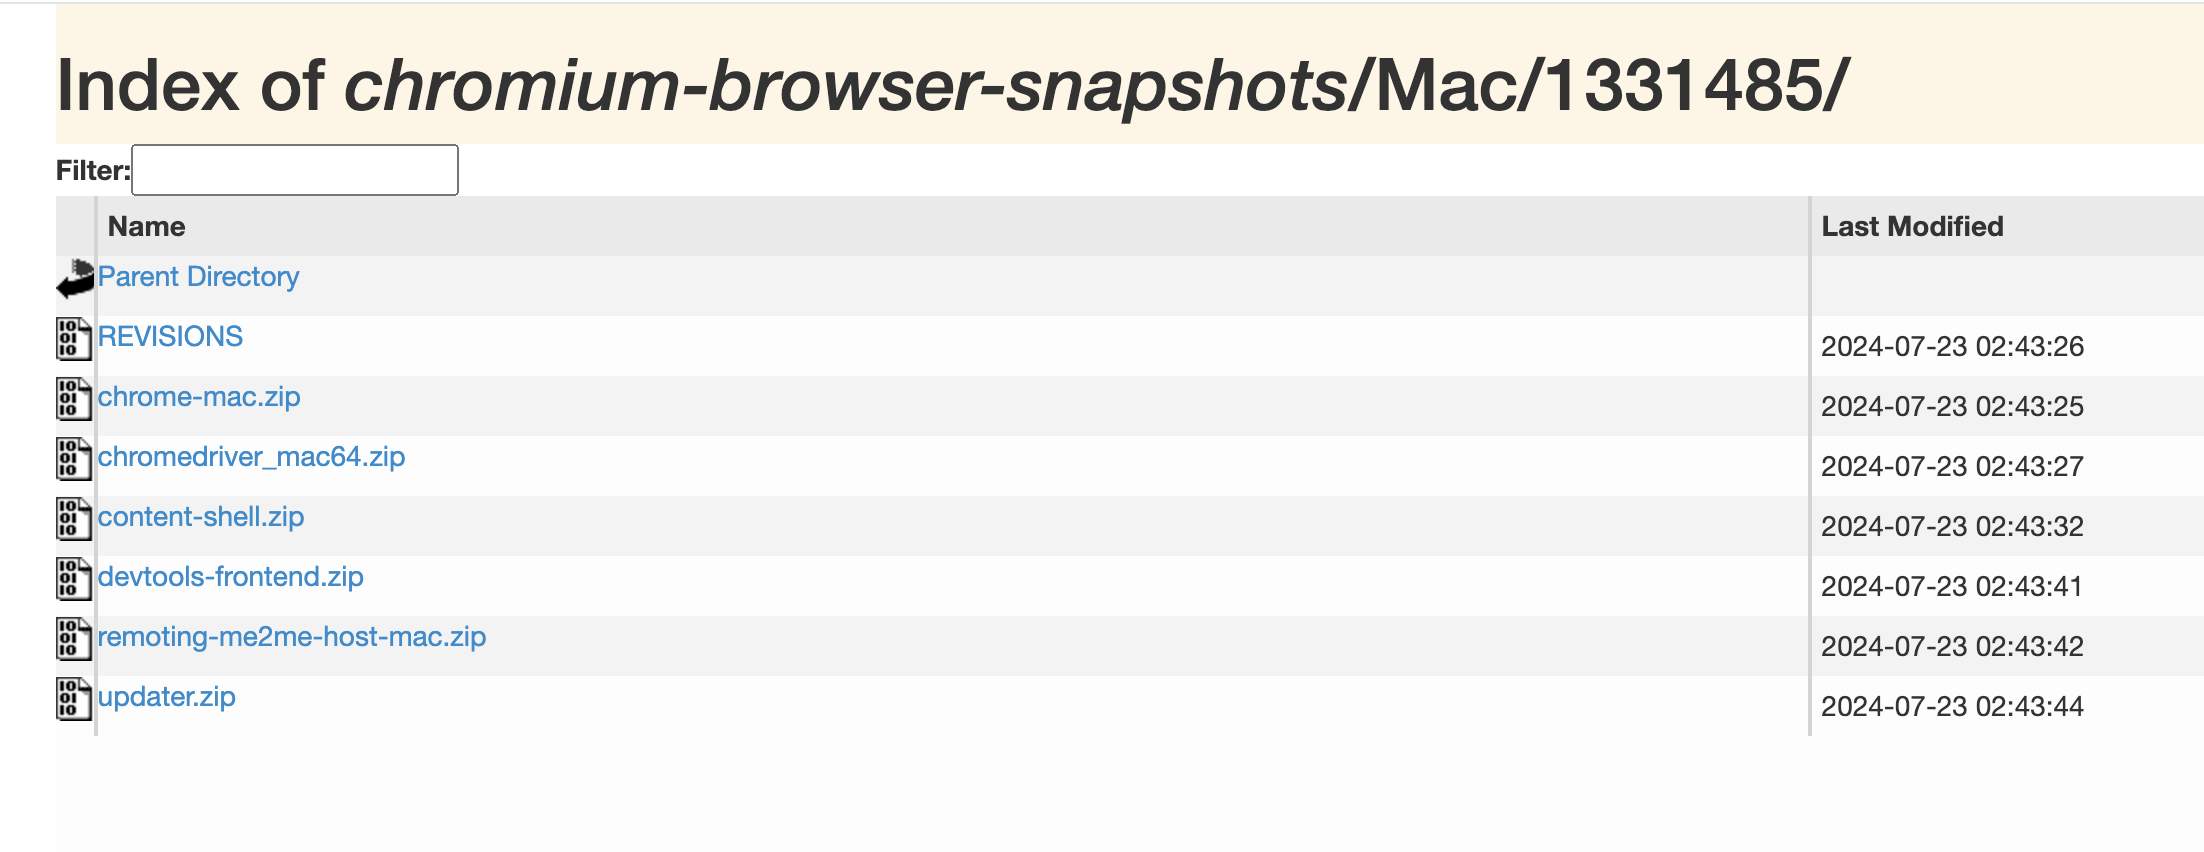 Index of chromium-browser-snapshots/Mac/1331485/
Filter:
Name Last Modified
Parent Directory
REVISIONS 2024-07-23 02:43:26
chrome-mac.zip 2024-07-23 02:43:25
chromedriver_mac64.zip 2024-07-23 02:43:27
content-shell.zip 2024-07-23 02:43:32
devtools-frontend.zip 2024-07-23 02:43:41
remoting-me2me-host-mac.zip 2024-07-23 02:43:42
updater.zip 2024-07-23 02:43:44